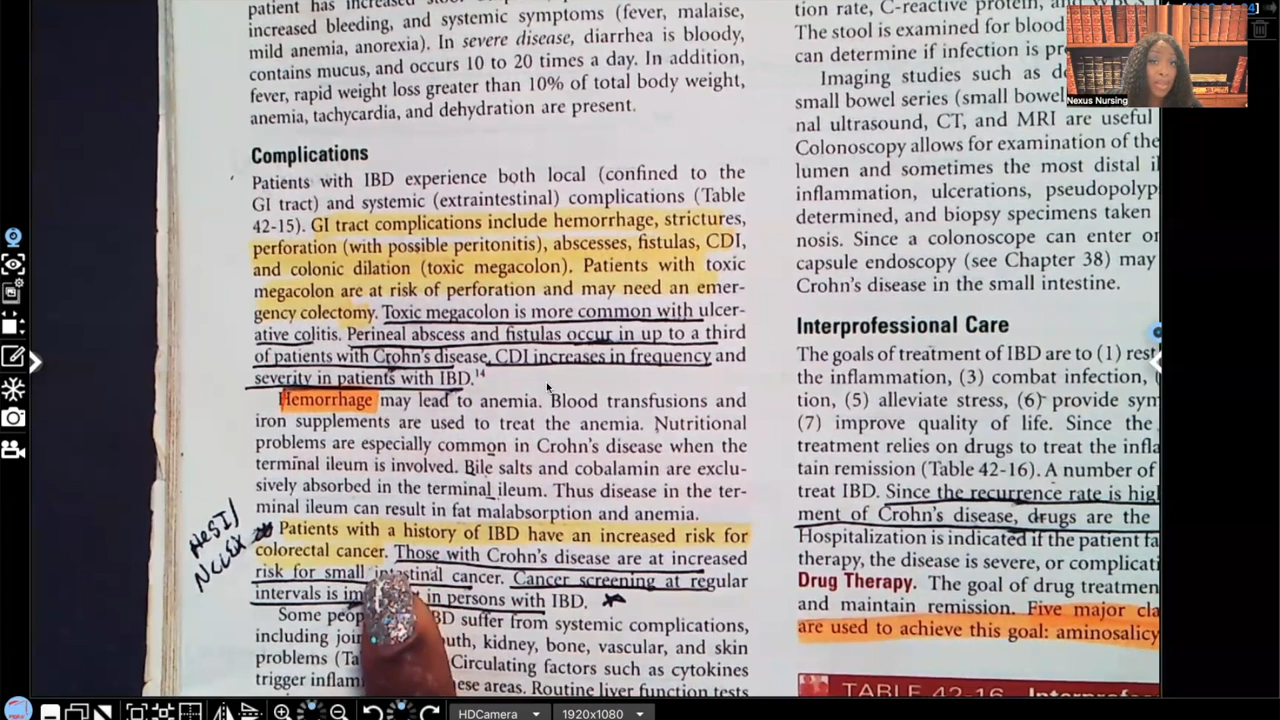 patient has increased
increased bleeding, and systemic symptoms (fever, malaise,
mild anemia, anorexia). In severe disease, diarrhea is bloody,
contains mucus, and occurs 10 to 20 times a day. In addition,
fever, rapid weight loss greater than 10% of total body weight,
anemia, tachycardia, and dehydration are present.
Complications
Patients with IBD experience both local (confined to the
GI tract) and systemic (extraintestinal) complications (Table
42-15). GI tract complications include hemorrhage, strictures,
perforation (with possible peritonitis), abscesses, fistulas, CDI,
and colonic dilation (toxic megacolon). Patients with toxic
megacolon are at risk of perforation and may need an emer-
gency colectomy. Toxic megacolon is more common with ulcer-
ative colitis. Perineal abscess and fistulas occur in up to a third
of patients with Crohn's disease. CDI increases in frequency and
severity in patients with IBD.14
Hemorrhage may lead to anemia. Blood transfusions and
iron supplements are used to treat the anemia. Nutritional
problems are especially common in Crohn's disease when the
terminal ileum is involved. Bile salts and cobalamin are exclu-
sively absorbed in the terminal ileum. Thus disease in the ter-
minal ileum can result in fat malabsorption and anemia.
HESI/
NCLEX
Patients with a history of IBD have an increased risk for
colorectal cancer. Those with Crohn's disease are at increased
risk for small intestinal cancer. Cancer screening at regular
intervals is in persons with IBD.
Some suffer from systemic complications,
including kidney, bone, vascular, and skin
problems Circulating factors such as cytokines
trigger these areas. Routine liver function tests
tion rate, C-reactive protein,
The stool is examined for blood
can determine if infection is
Imaging studies such as
small bowel series (small bowel
nal ultrasound, CT, and MRI are useful
Colonoscopy allows for examination of the
lumen and sometimes the most distal
inflammation, ulcerations,
determined, and biopsy specimens taken
nosis. Since a colonoscope can enter
capsule endoscopy (see Chapter 38) may
Crohn's disease in the small intestine.
Interprofessional Care
The goals of treatment of IBD are to (1)
the inflammation, (3) combat infection,
tion, (5) alleviate stress, (6) provide
(7) improve quality of life. Since the
treatment relies on drugs to treat the
tain remission (Table 42-16). A number of
treat IBD. Since the recurrence rate is
ment of Crohn's disease, drugs are the
Hospitalization is indicated if the patient
therapy, the disease is severe, or
Drug Therapy. The goal of drug
and maintain remission. Five major
are used to achieve this goal:
TABLE 42-16
Nexus Nursing
HDCamera
1920x1080